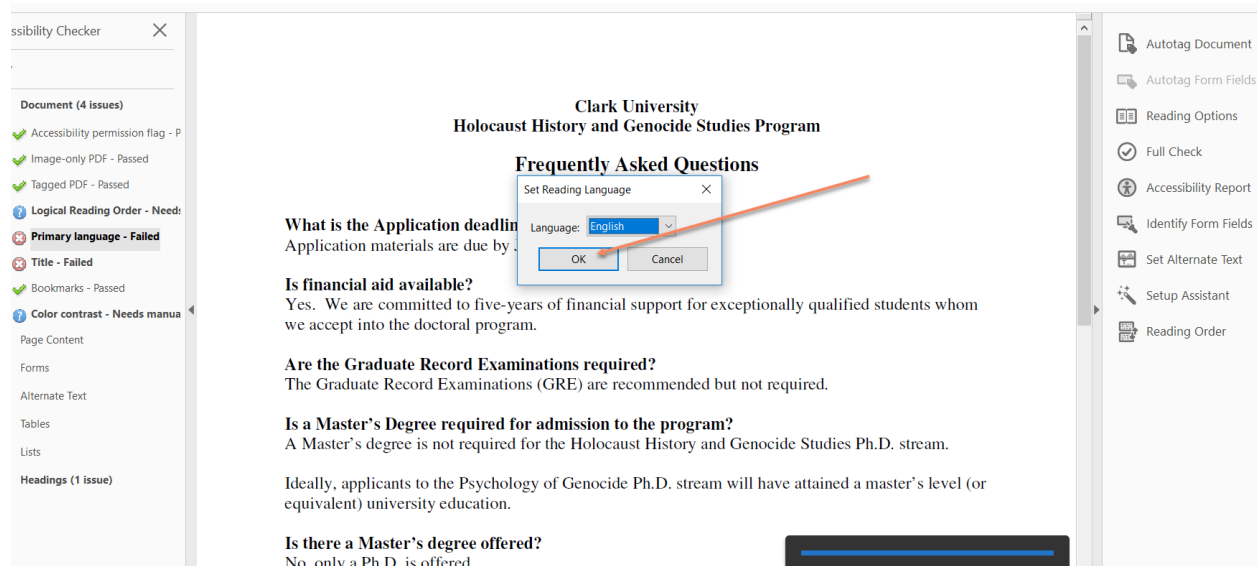 ssibility Checker
Document (4 issues)
Accessibility permission flag - P
Image-only PDF - Passed
Tagged PDF - Passed
Logical Reading Order - Needs
Primary language - Failed
Title - Failed
Bookmarks - Passed
Color contrast - Needs manua
Page Content
Forms
Alternate Text
Tables
Lists
Headings (1 issue)
Clark University
Holocaust History and Genocide Studies Program
Frequently Asked Questions
What is the Application deadlin
Application materials are due by
Is financial aid available?
Yes. We are committed to five-years of financial support for exceptionally qualified students whom
we accept into the doctoral program.
Are the Graduate Record Examinations required?
The Graduate Record Examinations (GRE) are recommended but not required.
Is a Master's Degree required for admission to the program?
A Master's degree is not required for the Holocaust History and Genocide Studies Ph.D. stream.
Ideally, applicants to the Psychology of Genocide Ph.D. stream will have attained a master's level (or
equivalent) university education.
Is there a Master's degree offered?
No, only a Ph.D. is offered
Set Reading Language
Language: English
OK Cancel
Autotag Document
Autotag Form Fields
Reading Options
Full Check
Accessibility Report
Identify Form Fields
Set Alternate Text
Setup Assistant
Reading Order